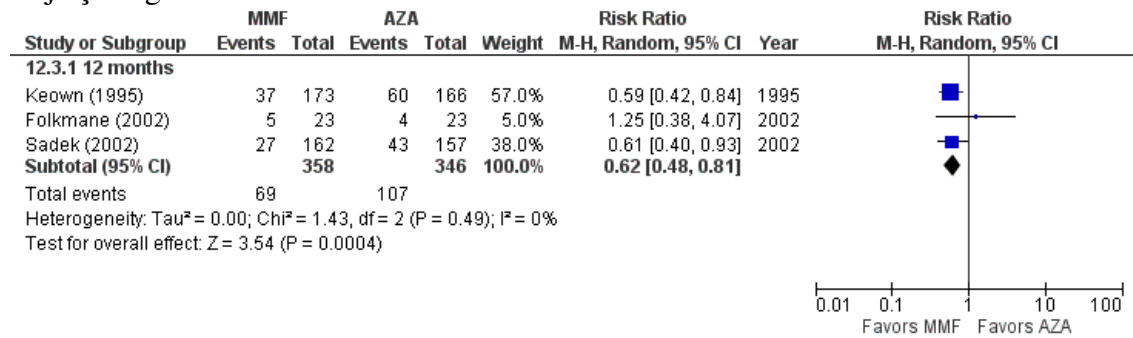 MMF AZA Risk Ratio Risk Ratio
Study or Subgroup Events Total Events Total Weight M-H, Random, 95% CI Year M-H, Random, 95% CI
12.3.1 12 months
Keown (1995) 37 173 60 166 57.0% 0.59 [0.42, 0.84] 1995
Folkmane (2002) 5 23 4 23 5.0% 1.25 [0.38, 4.07] 2002
Sadek (2002) 27 162 43 157 38.0% 0.61 [0.40, 0.93] 2002
Subtotal (95% CI) 358 346 100.0% 0.62 [0.48, 0.81]
Total events 69 107
Heterogeneity: Tau² = 0.00; Chi² = 1.43, df = 2 (P = 0.49); I² = 0%
Test for overall effect: Z = 3.54 (P = 0.0004)
0.01 0.1 1 10 100
Favors MMF Favors AZA